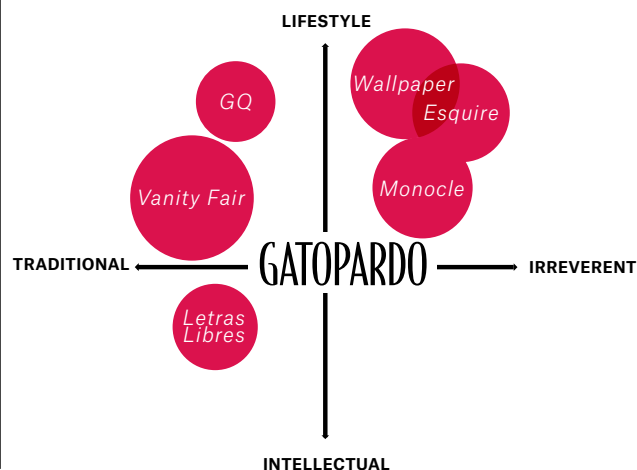 LIFESTYLE
Wallpaper
GQ
Esquire
Vanity Fair
Monocle
TRADITIONAL
GATOPARDO
IRREVERENT
Letras
Libres
INTELLECTUAL